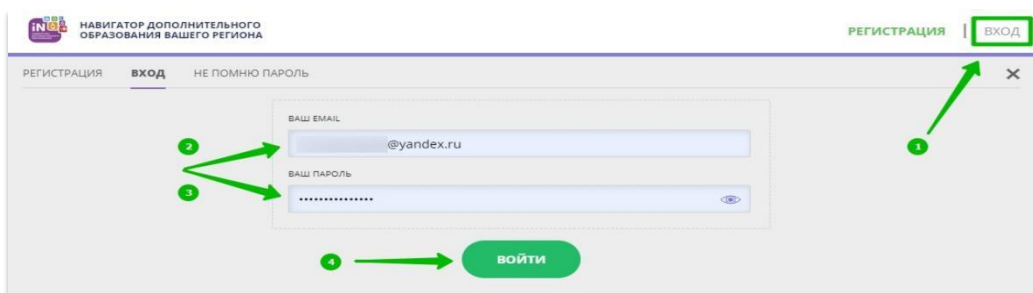 iNO
НАВИГАТОР ДОПОЛНИТЕЛЬНОГО
ОБРАЗОВАНИЯ ВАШЕГО РЕГИОНА
РЕГИСТРАЦИЯ | ВХОД
РЕГИСТРАЦИЯ ВХОД НЕ ПОМНЮ ПАРОЛЬ
1
ВАШ EMAIL
2 @yandex.ru
ВАШ ПАРОЛЬ
3 •••••••••••••••
4 ВОЙТИ